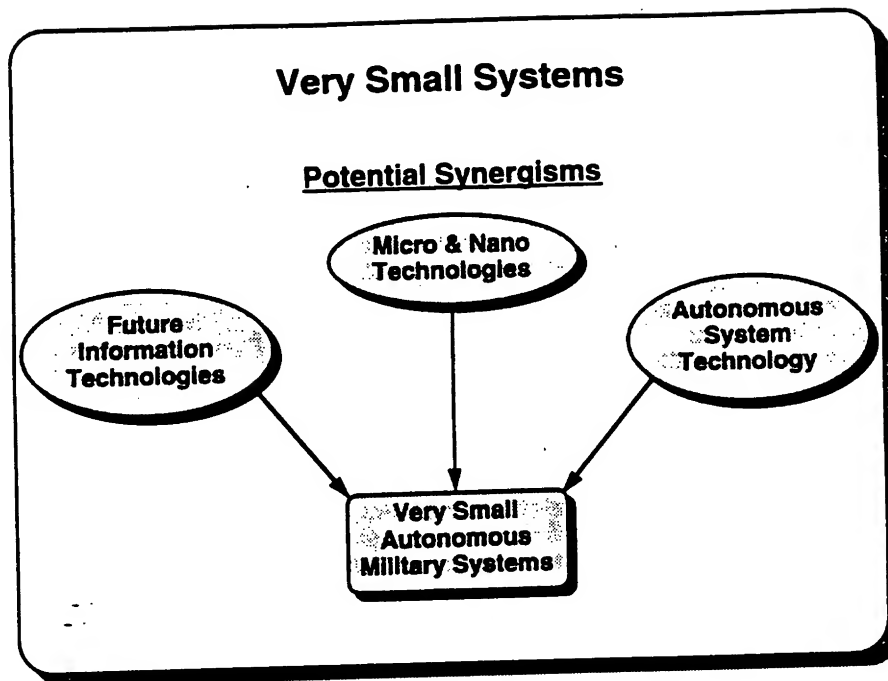 Very Small Systems
Potential Synergisms
Micro & Nano
Technologies
Future
Information
Technologies
Autonomous
System
Technology
Very Small
Autonomous
Military Systems